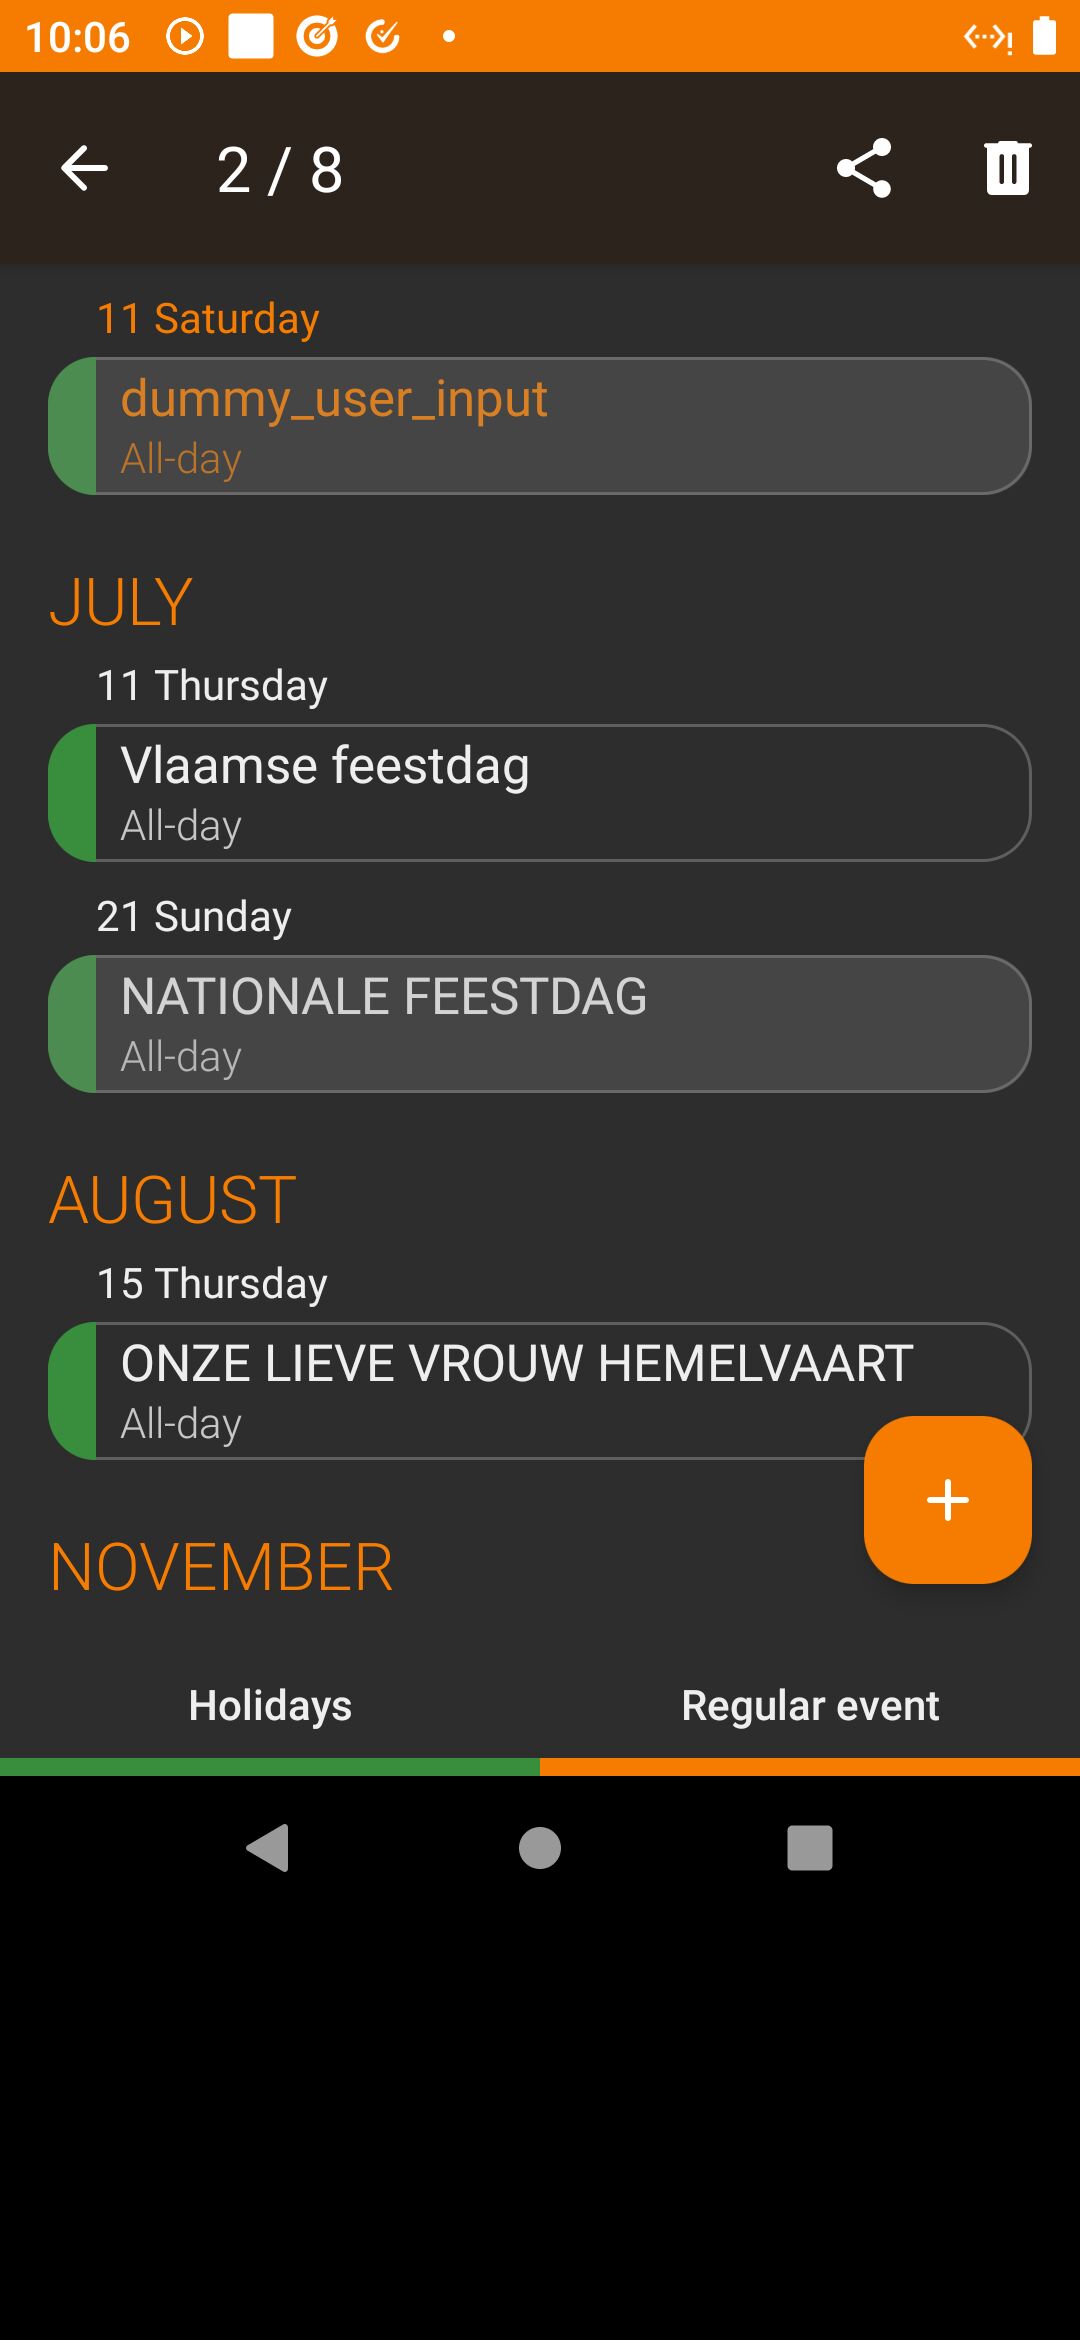 10:06
2 / 8
11 Saturday
dummy_user_input
All-day
JULY
11 Thursday
Vlaamse feestdag
All-day
21 Sunday
NATIONALE FEESTDAG
All-day
AUGUST
15 Thursday
ONZE LIEVE VROUW HEMELVAART
All-day
NOVEMBER
Holidays
Regular event